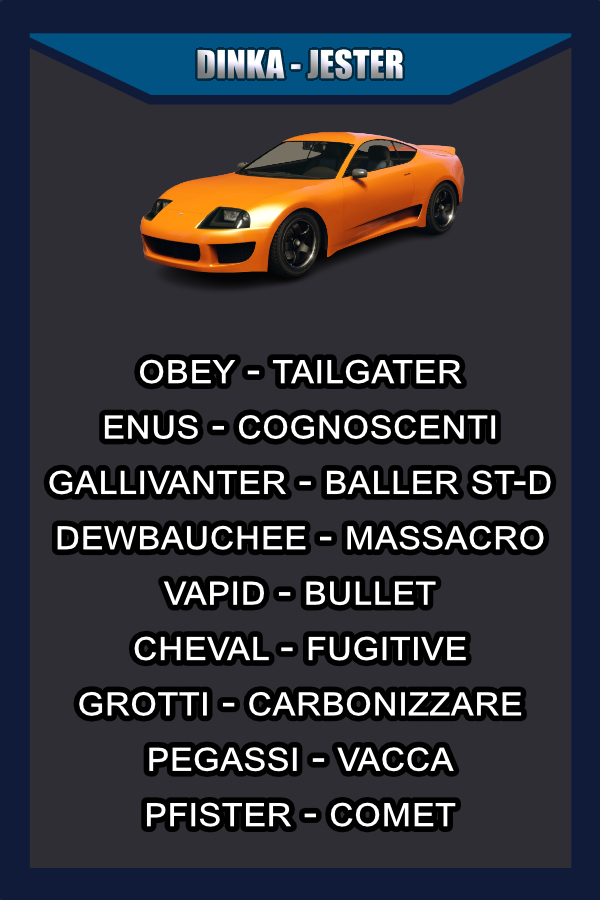 DINKA - JESTER
OBEY - TAILGATER
ENUS - COGNOSCENTI
GALLIVANTER - BALLER ST-D
DEWBAUCHEE - MASSACRO
VAPID - BULLET
CHEVAL - FUGITIVE
GROTTI - CARBONIZZARE
PEGASSI - VACCA
PFISTER - COMET